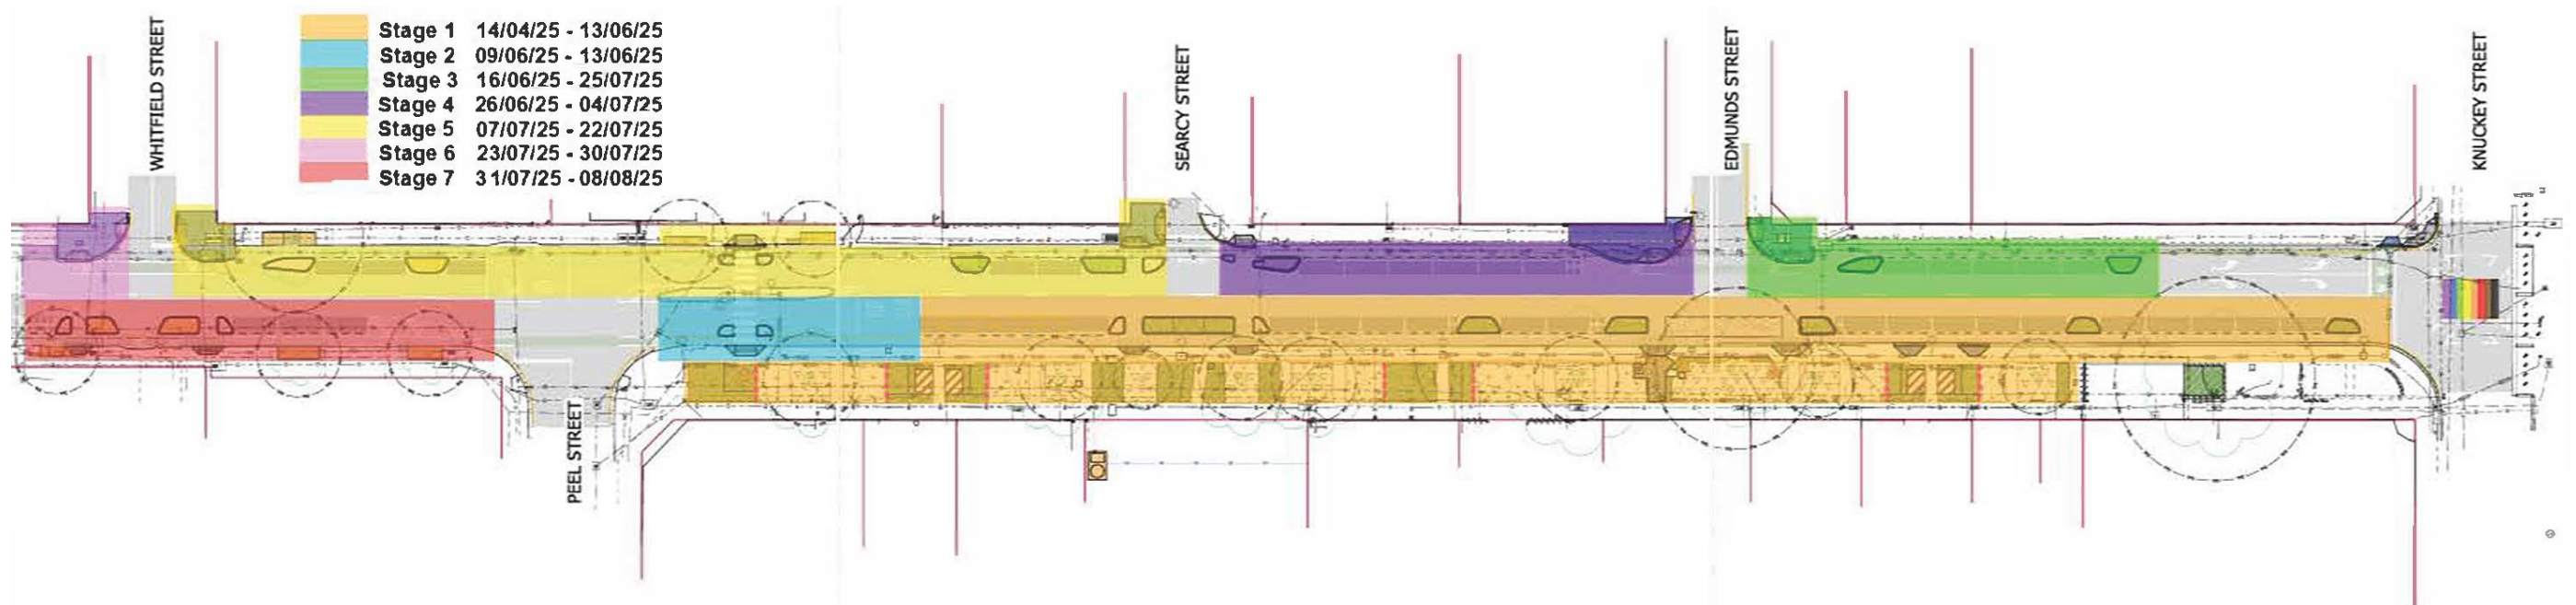 WHITFIELD STREET
Stage 1 14/04/25 - 13/06/25
Stage 2 09/06/25 - 13/06/25
Stage 3 16/06/25 - 25/07/25
Stage 4 26/06/25 - 04/07/25
Stage 5 07/07/25 - 22/07/25
Stage 6 23/07/25 - 30/07/25
Stage 7 31/07/25 - 08/08/25
SEARCY STREET
EDMUNDS STREET
KNUCKEY STREET
PEEL STREET